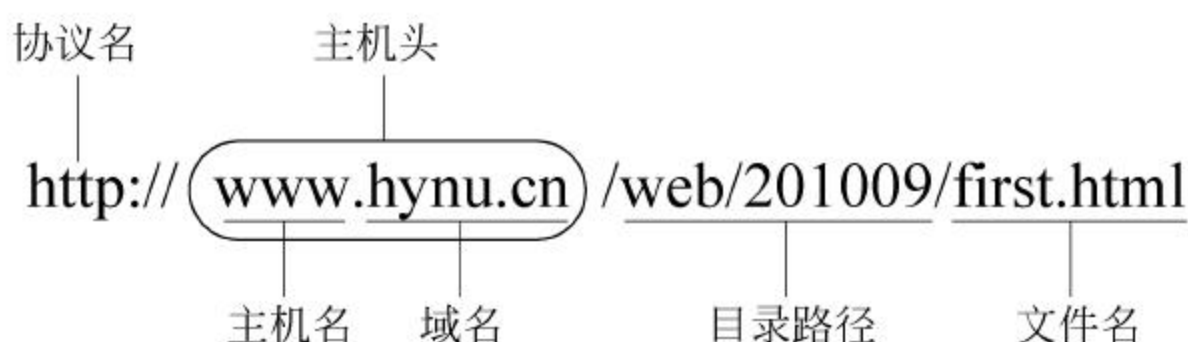 协议名 主机头
http:// www.hynu.cn /web/201009/first.html
主机名 域名 目录路径 文件名